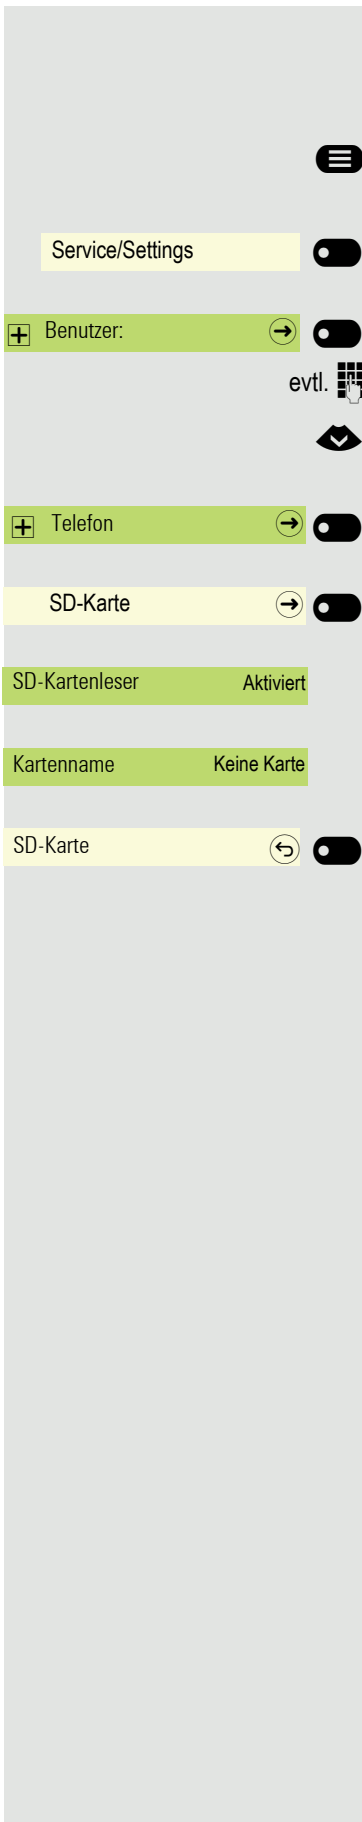 Service/Settings
Benutzer:
evtl.
Telefon
SD-Karte
SD-Kartenleser Aktiviert
Kartenname Keine Karte
SD-Karte